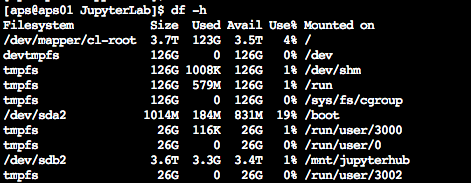 [aps@aps01 JupyterLab]$ df -h
Filesystem Size Used Avail Use% Mounted on
/dev/mapper/cl-root 3.7T 123G 3.5T 4% /
devtmpfs 126G 0 126G 0% /dev
tmpfs 126G 1008K 126G 1% /dev/shm
tmpfs 126G 579M 126G 1% /run
tmpfs 126G 0 126G 0% /sys/fs/cgroup
/dev/sda2 1014M 184M 831M 19% /boot
tmpfs 26G 116K 26G 1% /run/user/3000
tmpfs 26G 0 26G 0% /run/user/0
/dev/sdb2 3.6T 3.3G 3.4T 1% /mnt/jupyterhub
tmpfs 26G 0 26G 0% /run/user/3002